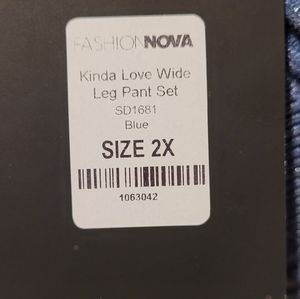 FASHIONNOVA
Kinda Love Wide
Leg Pant Set
SD1681
Blue
SIZE 2X
1063042